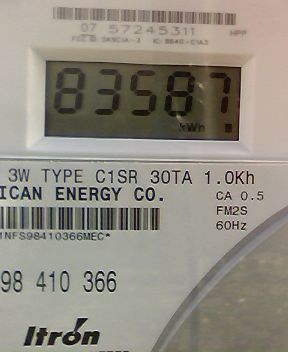 07 57245311 HPP
83587
kWh
3W TYPE C1SR 30TA 1.0Kh
ICAN ENERGY CO. CA 0.5
FM2S
60Hz
1NFS98410366MEC*
98 410 366
Itron